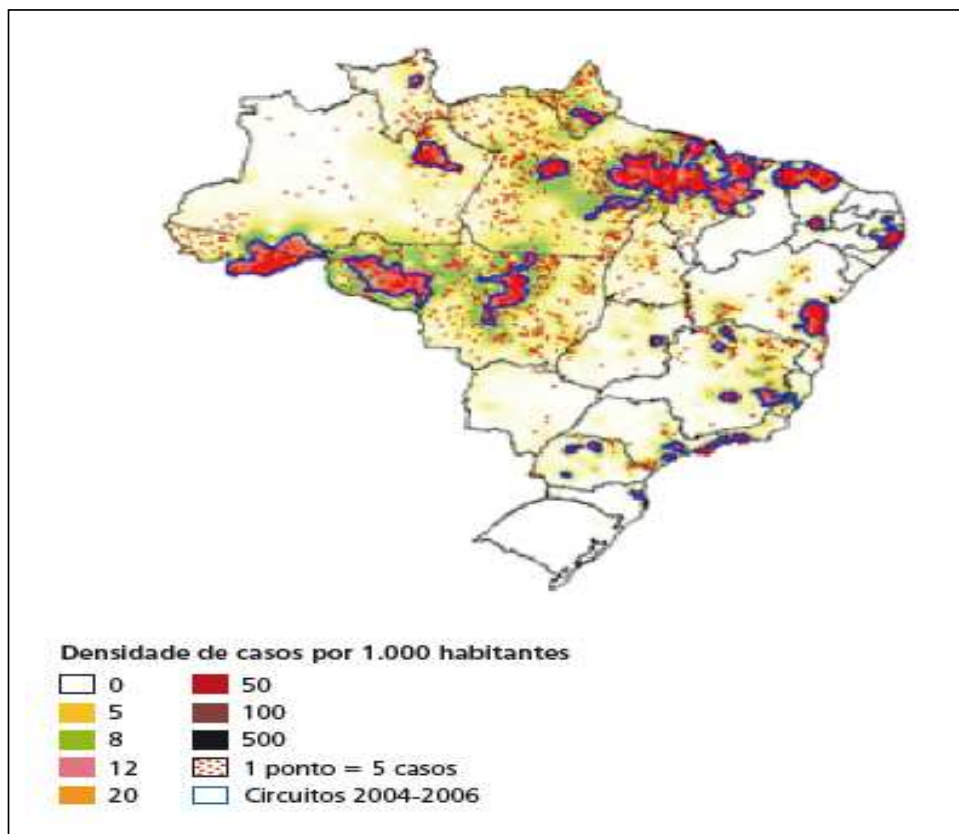 Densidade de casos por 1.000 habitantes
0
5
8
12
20
50
100
500
1 ponto = 5 casos
Circuitos 2004-2006